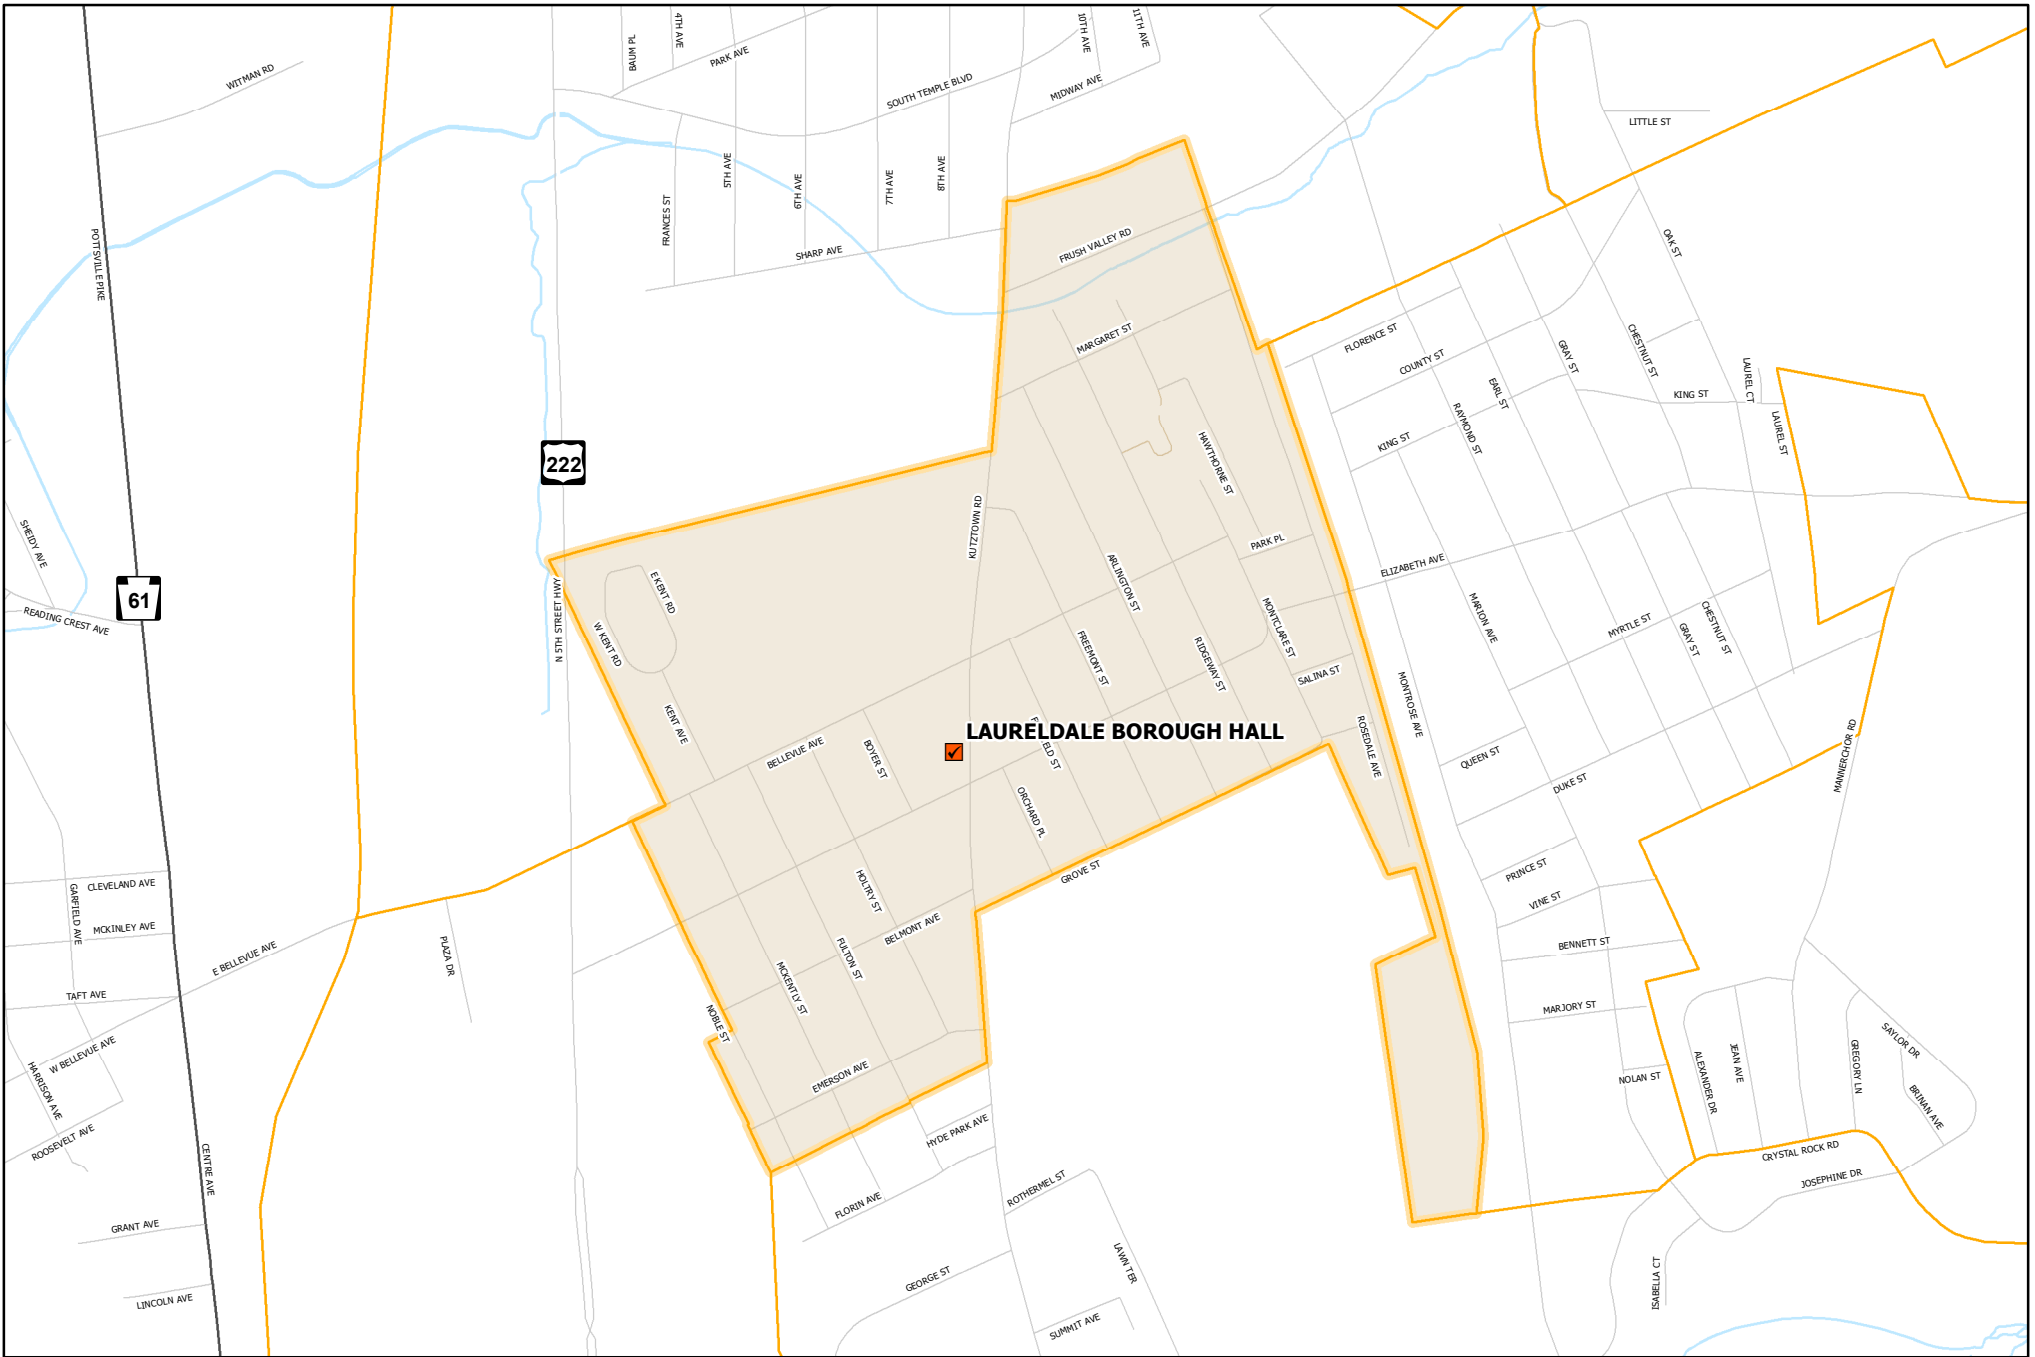 4TH AVE
10TH AVE
11TH AVE
BAUM PL
PARK AVE
WITMAN RD
SOUTH TEMPLE BLVD
MIDWAY AVE
LITTLE ST
5TH AVE
6TH AVE
7TH AVE
8TH AVE
FRANCES ST
SHARP AVE
FRUSH VALLEY RD
OAK ST
POTTSVILLE PIKE
MARGARET ST
FLORENCE ST
COUNTY ST
GRAY ST
CHESTNUT ST
EARL ST
LAUREL CT
KING ST
LAUREL ST
RAYMOND ST
KING ST
HAWTHORNE ST
222
KUTZTOWN RD
SHEIDY AVE
PARK PL
ELIZABETH AVE
ARLINGTON ST
E KENT RD
61
READING CREST AVE
N 5TH STREET HWY
W KENT RD
MONTCLARE ST
MARION AVE
MYRTLE ST
GRAY ST
CHESTNUT ST
FREEMONT ST
RIDGEWAY ST
SALINA ST
MONTROSE AVE
KENT AVE
LAURELDALE BOROUGH HALL
BELLEVUE AVE
BOYER ST
ROSEDALE AVE
QUEEN ST
MANNERCHOR RD
DUKE ST
ORCHARD PL
GROVE ST
PRINCE ST
VINE ST
CLEVELAND AVE
GARFIELD AVE
HOLTRY ST
MCKINLEY AVE
BELMONT AVE
BENNETT ST
E BELLEVUE AVE
PLAZA DR
FULTON ST
MCKENTLY ST
TAFT AVE
NOBLE ST
MARJORY ST
W BELLEVUE AVE
SAYLOR DR
HARRISON AVE
EMERSON AVE
NOLAN ST
ALEXANDER DR
JEAN AVE
GREGORY LN
BRINAN AVE
ROOSEVELT AVE
HYDE PARK AVE
CRYSTAL ROCK RD
JOSEPHINE DR
CENTRE AVE
ROTHERMEL ST
FLORIN AVE
GRANT AVE
LAWN TER
GEORGE ST
ISABELLA CT
LINCOLN AVE
SUMMIT AVE